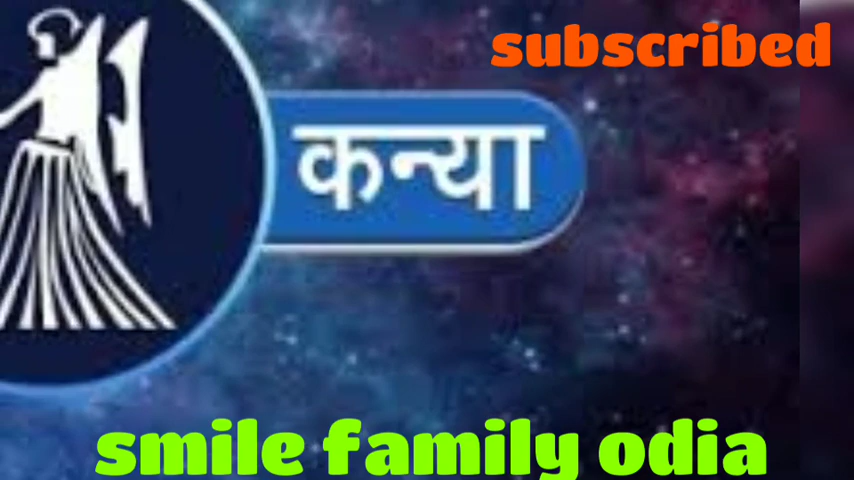 subscribed
कन्या
smile family odia